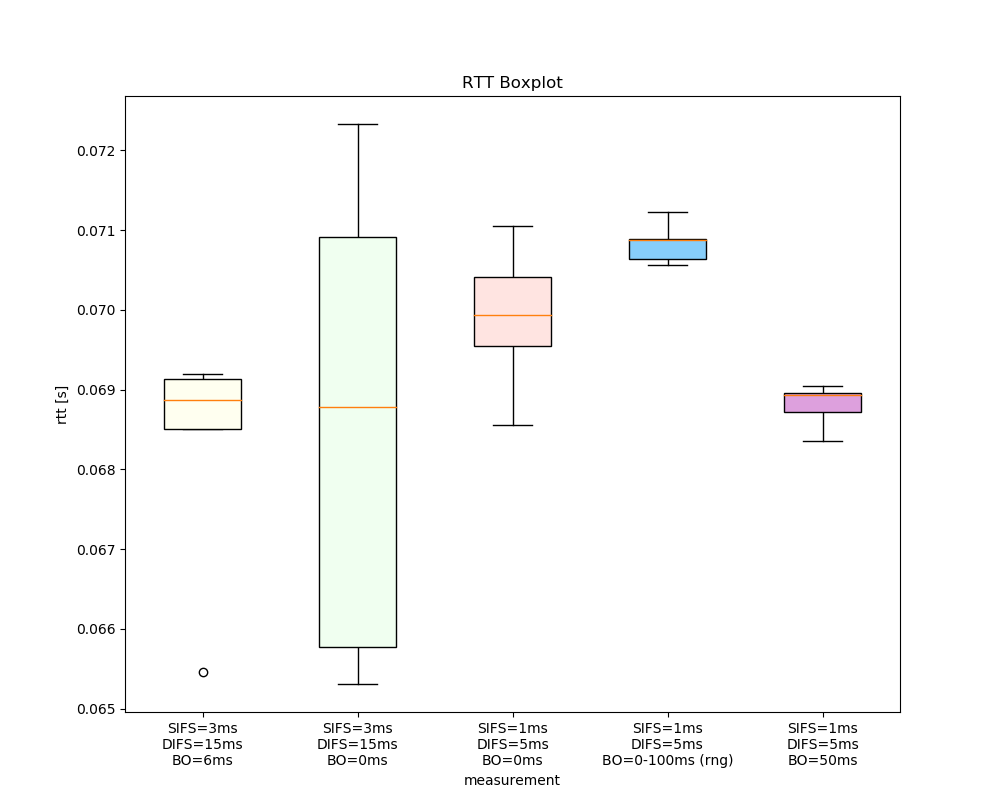 RTT Boxplot
rtt [s]
0.072
0.071
0.070
0.069
0.068
0.067
0.066
0.065
SIFS=3ms
DIFS=15ms
BO=6ms
SIFS=3ms
DIFS=15ms
BO=0ms
SIFS=1ms
DIFS=5ms
BO=0ms
SIFS=1ms
DIFS=5ms
BO=0-100ms (rng)
SIFS=1ms
DIFS=5ms
BO=50ms
measurement